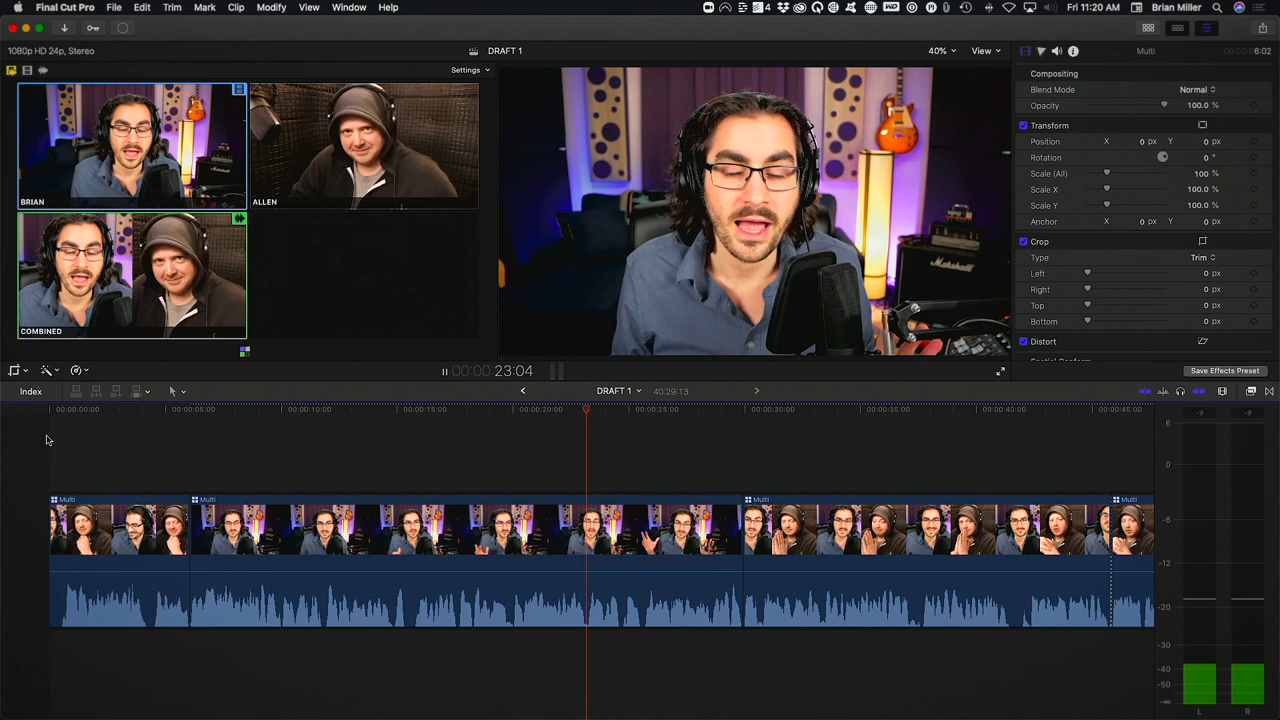 Final Cut Pro File Edit Trim Mark Clip Modify View Window Help Fri 11:20 AM Brian Miller
1080p HD 24p, Stereo DRAFT 1 40% View Multi 6:02
Settings
BRIAN ALLEN
COMBINED
Compositing
Blend Mode Normal
Opacity 100.0 %
Transform
Position X 0 px Y 0 px
Rotation 0 °
Scale (All) 100 %
Scale X 100.0 %
Scale Y 100.0 %
Anchor 0 px Y 0 px
Crop
Type Trim
Left 0 px
Right 0 px
Top 0 px
Bottom 0 px
Distort
Marshall
00:00:00:23:04 Save Effects Preset
Index DRAFT 1 40:29:13
00:00:00:00 00:00:05:00 00:00:10:00 00:00:15:00 00:00:20:00 00:00:25:00 00:00:30:00 00:00:35:00 00:00:40:00 00:00:45:00
-9 -9
6
0
-6
-12
-20
-30
-40
-50
L R
Multi Multi Multi Multi